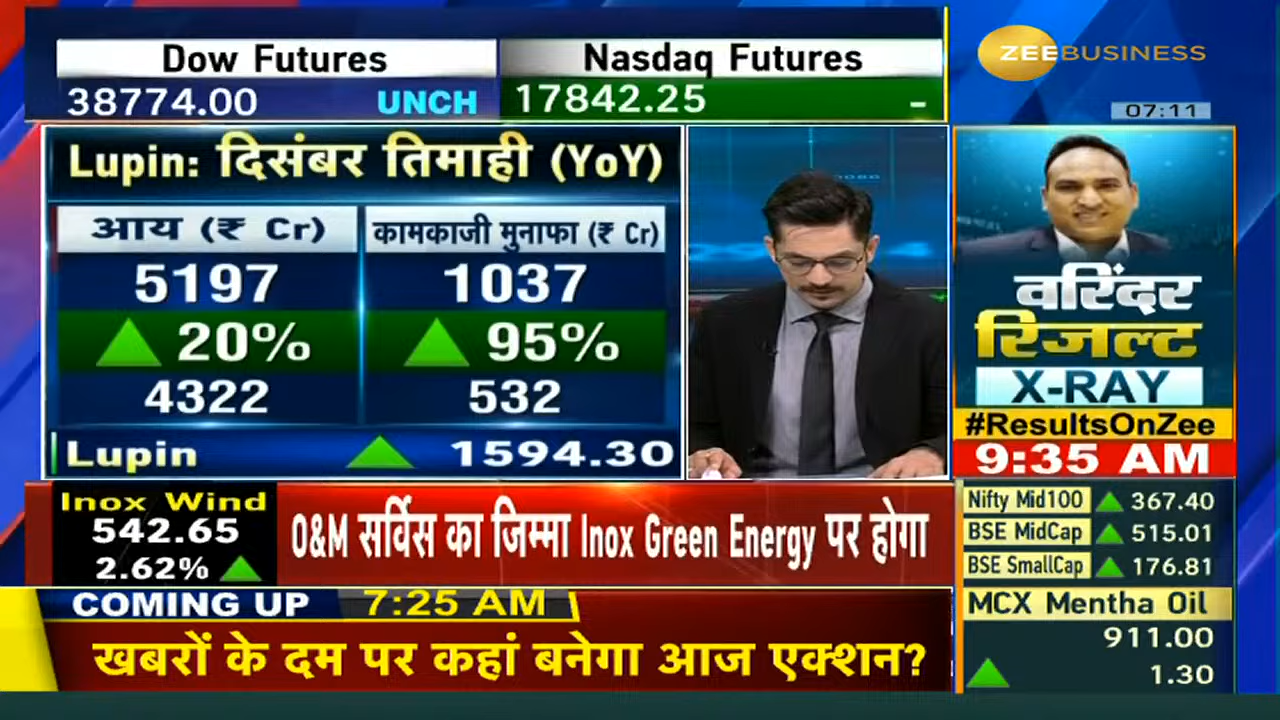 Dow Futures
38774.00 UNCH
Nasdaq Futures
17842.25 -
ZEEBUSINESS
07:11
Lupin: दिसंबर तिमाही (YoY)
आय (₹ Cr)
5197
20%
4322
कामकाजी मुनाफा (₹ Cr)
1037
95%
532
Lupin 1594.30
वरिंदर
रिजल्ट
X-RAY
#ResultsOnZee
9:35 AM
Inox Wind
542.65
2.62%
O&M सर्विस का जिम्मा Inox Green Energy पर होगा
Nifty Mid100 367.40
BSE MidCap 515.01
BSE SmallCap 176.81
MCX Mentha Oil
911.00
1.30
COMING UP 7:25 AM
खबरों के दम पर कहां बनेगा आज एक्शन?